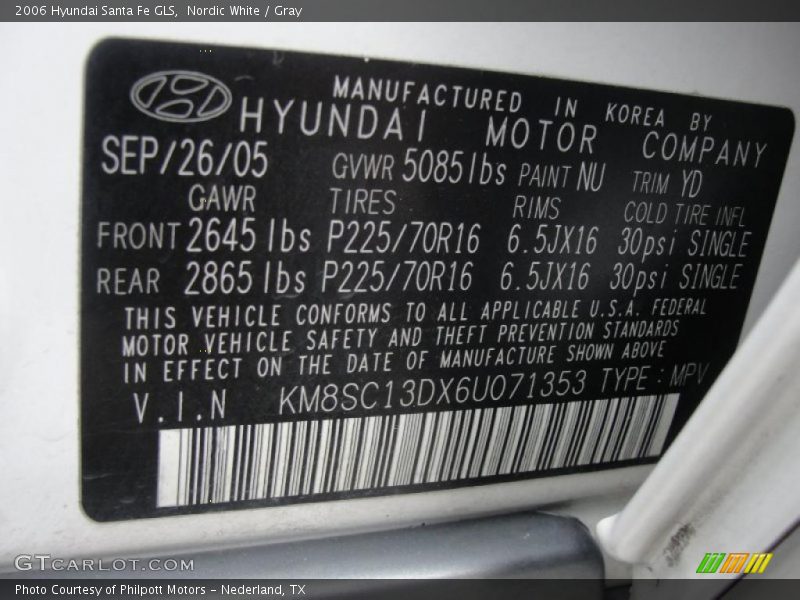 2006 Hyundai Santa Fe GLS,  Nordic White / Gray
MANUFACTURED IN KOREA BY
HYUNDAI MOTOR COMPANY
SEP/26/05 GVWR 5085lbs PAINT NU TRIM YD
GAWR TIRES RIMS COLD TIRE INFL
FRONT 2645 lbs P225/70R16 6.5JX16 30psi SINGLE
REAR 2865 lbs P225/70R16 6.5JX16 30psi SINGLE
THIS VEHICLE CONFORMS TO ALL APPLICABLE U.S.A. FEDERAL
MOTOR VEHICLE SAFETY AND THEFT PREVENTION STANDARDS
IN EFFECT ON THE DATE OF MANUFACTURE SHOWN ABOVE
V.I.N KM8SC13DX6U071353 TYPE : MPV
GTCARLOT.COM
Photo Courtesy of Philpott Motors - Nederland, TX